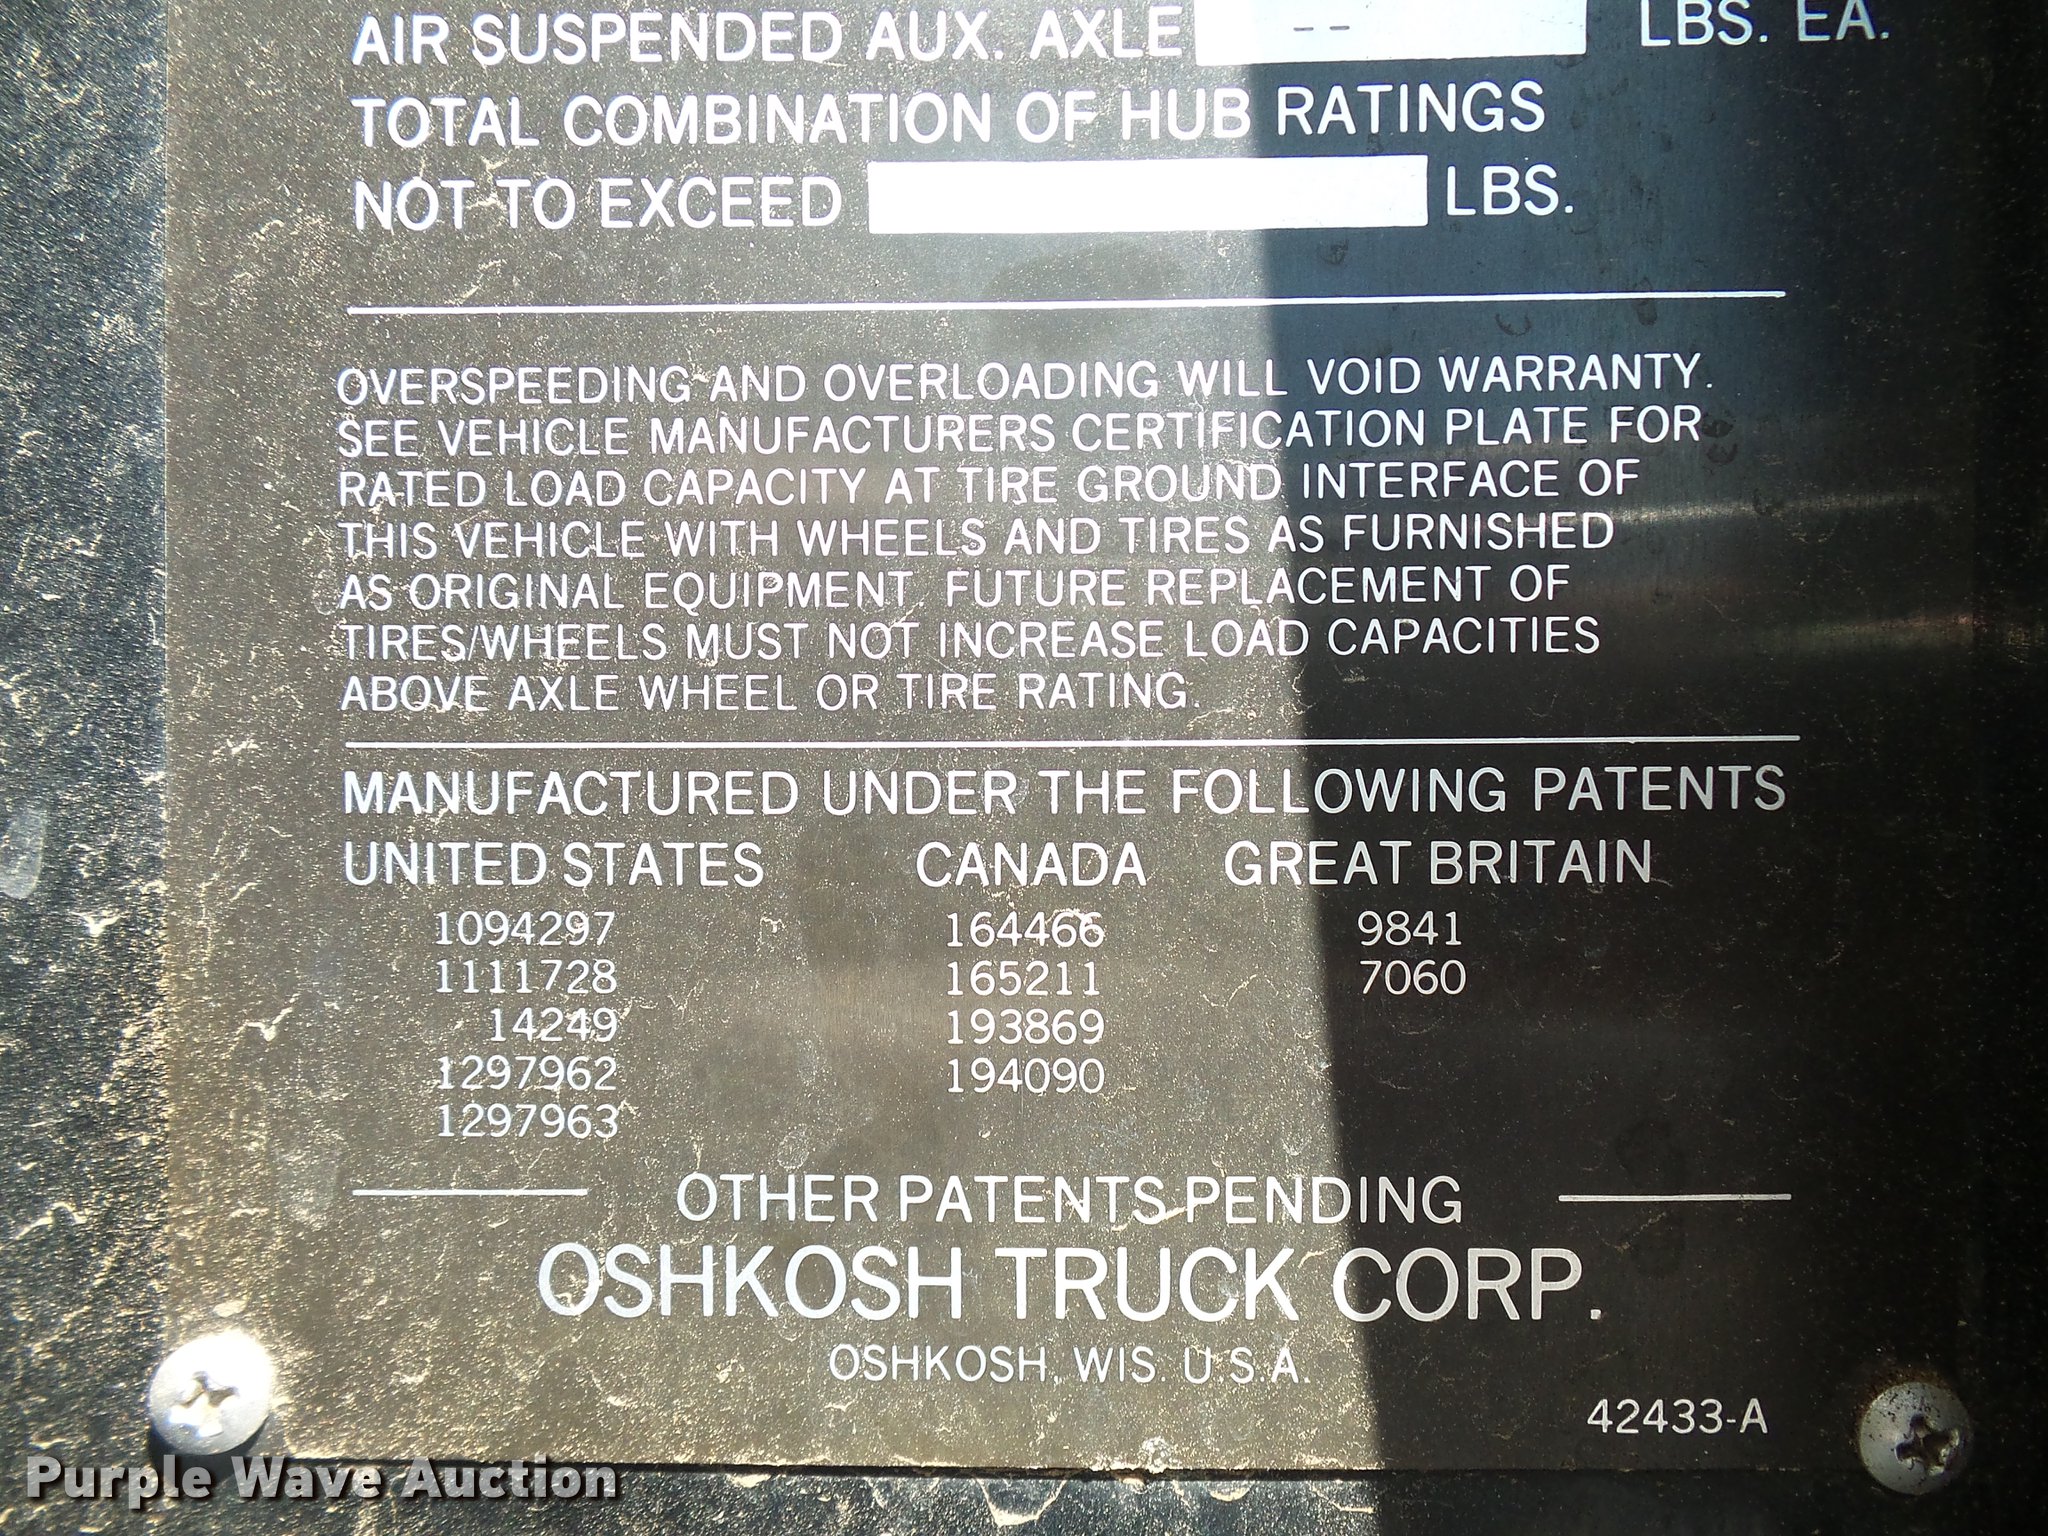 AIR SUSPENDED AUX. AXLE -- LBS. EA.
TOTAL COMBINATION OF HUB RATINGS
NOT TO EXCEED LBS.
OVERSPEEDING AND OVERLOADING WILL VOID WARRANTY.
SEE VEHICLE MANUFACTURERS CERTIFICATION PLATE FOR
RATED LOAD CAPACITY AT TIRE GROUND INTERFACE OF
THIS VEHICLE WITH WHEELS AND TIRES AS FURNISHED
AS ORIGINAL EQUIPMENT FUTURE REPLACEMENT OF
TIRES/WHEELS MUST NOT INCREASE LOAD CAPACITIES
ABOVE AXLE WHEEL OR TIRE RATING.
MANUFACTURED UNDER THE FOLLOWING PATENTS
UNITED STATES CANADA GREAT BRITAIN
1094297 164466 9841
1111728 165211 7060
14249 193869
1297962 194090
1297963
OTHER PATENTS PENDING
OSHKOSH TRUCK CORP.
OSHKOSH, WIS. U.S.A.
42433-A
Purple Wave Auction